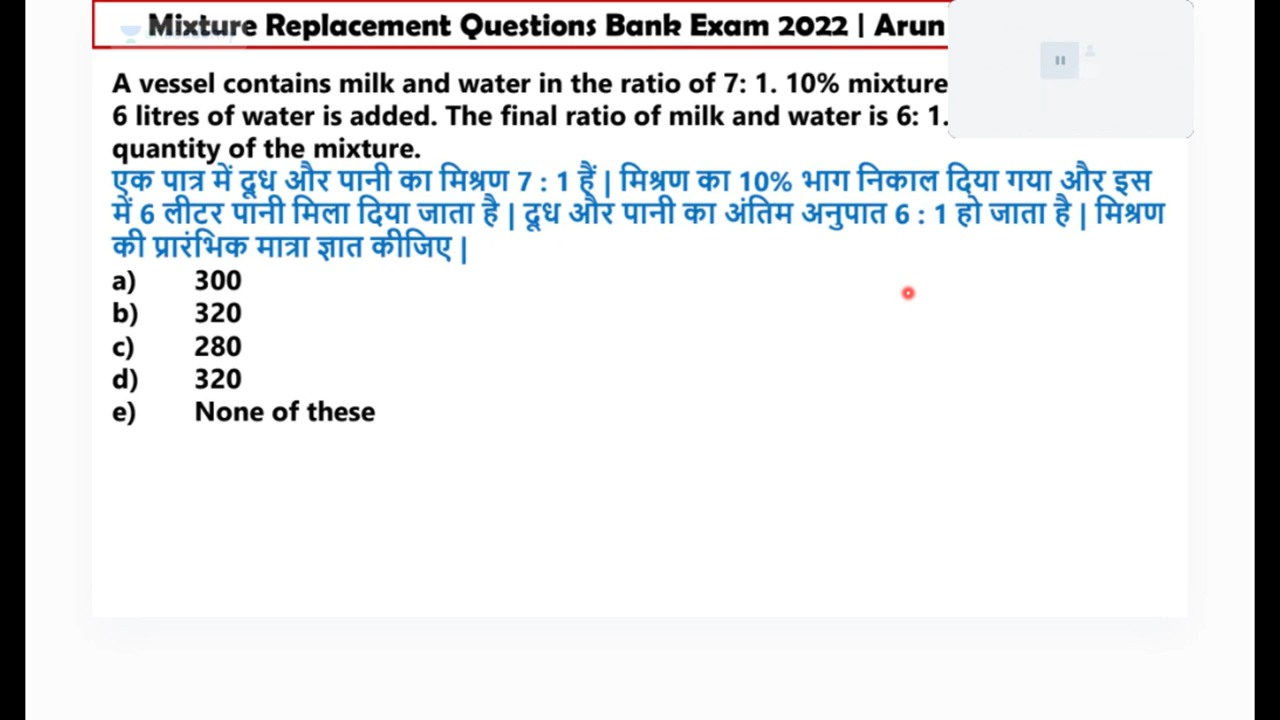 Mixture Replacement Questions Bank Exam 2022 | Arun
A vessel contains milk and water in the ratio of 7: 1. 10% mixture
6 litres of water is added. The final ratio of milk and water is 6: 1.
quantity of the mixture.
एक पात्र में दूध और पानी का मिश्रण 7 : 1 हैं | मिश्रण का 10% भाग निकाल दिया गया और इस
में 6 लीटर पानी मिला दिया जाता है | दूध और पानी का अंतिम अनुपात 6 : 1 हो जाता है | मिश्रण
की प्रारंभिक मात्रा ज्ञात कीजिए |
a) 300
b) 320
c) 280
d) 320
e) None of these